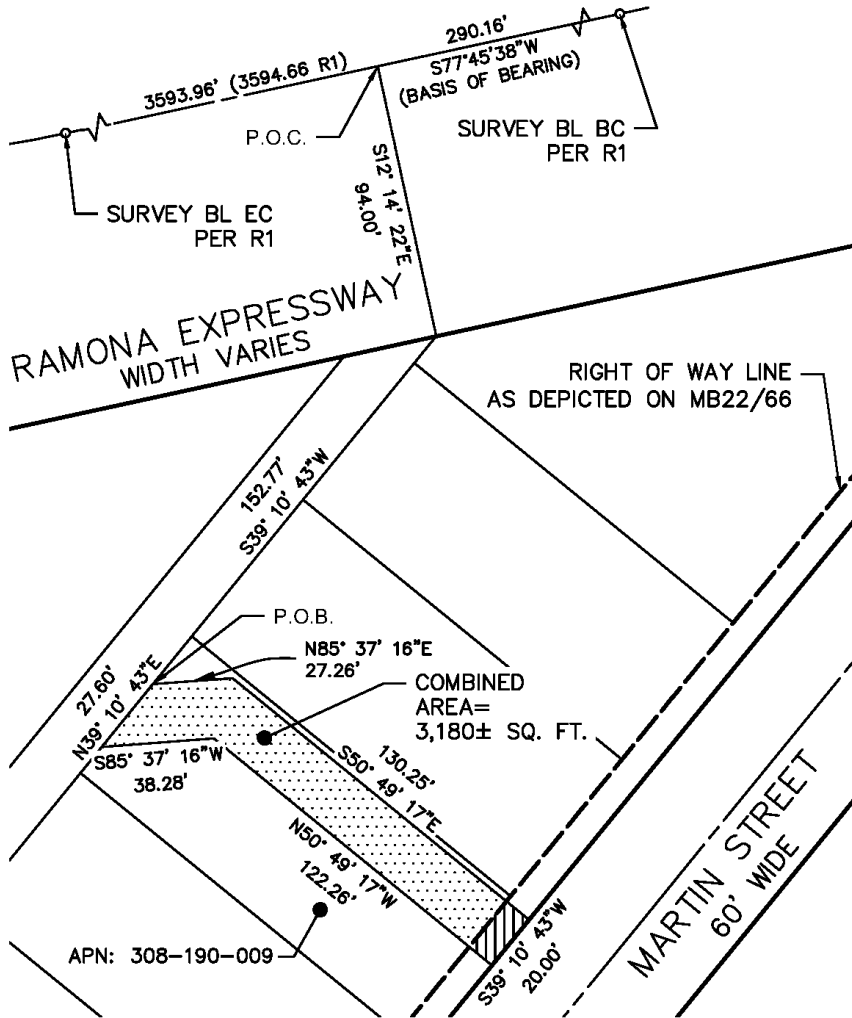 290.16'
S77°45'38"W
(BASIS OF BEARING)
3593.96' (3594.66 R1)
P.O.C.
SURVEY BL BC
PER R1
SURVEY BL EC
PER R1
S12° 14' 22"E
94.00'
RAMONA EXPRESSWAY
WIDTH VARIES
RIGHT OF WAY LINE
AS DEPICTED ON MB22/66
152.77'
S39° 10' 43"W
P.O.B.
N85° 37' 16"E
27.26'
27.60'
N39° 10' 43"E
COMBINED
AREA=
3,180± SQ. FT.
S85° 37' 16"W
38.28'
130.25'
S50° 49' 17"E
N50° 49' 17"W
122.26'
MARTIN STREET
60' WIDE
APN: 308-190-009
S39° 10' 43"W
20.00'